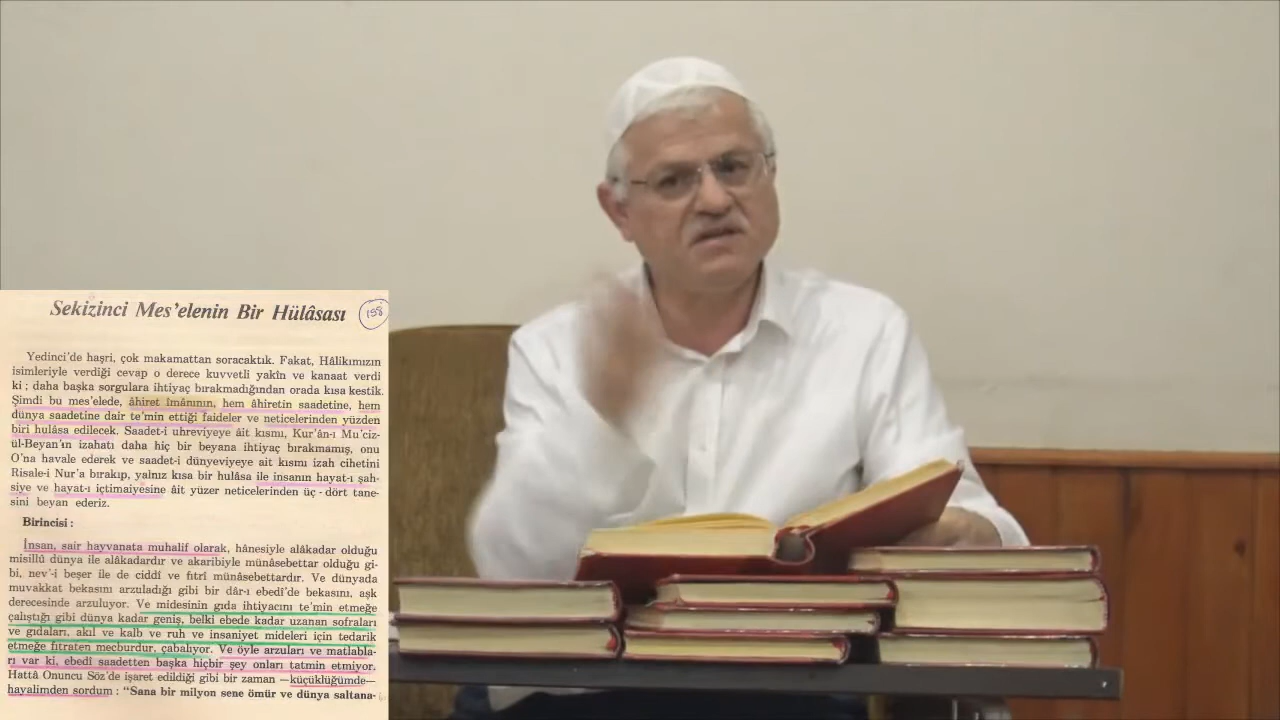 Sekizinci Mes'elenin Bir Hülâsası
198
Yedinci'de haşri, çok makamattan soracaktık. Fakat, Hâlikımızın
isimleriyle verdiği cevap o derece kuvvetli yakîn ve kanaat verdi
ki; daha başka sorgulara ihtiyaç bırakmadığından orada kısa kestik.
Şimdi bu mes'elede, âhiret îmânının, hem âhiretin saadetine, hem
dünya saadetine dair te'min ettiği faideler ve neticelerinden yüzden
biri hulâsa edilecek. Saadet-i uhreviyeye âit kısmı, Kur'ân-ı Mu'ciz-
ül-Beyan'ın izahatı daha hiç bir beyana ihtiyaç bırakmamış, onu
O'na havale ederek ve saadet-i dünyeviyeye ait kısmı izah cihetini
Risale-i Nur'a bırakıp, yalnız kısa bir hulâsa ile insanın hayat-ı şah-
siye ve hayat-ı içtimaiyesine âit yüzer neticelerinden üç - dört tane-
sini beyan ederiz.
Birincisi :
İnsan, sair hayvanata muhalif olarak, hânesiyle alâkadar olduğu
misillû dünya ile alâkadardır ve akaribiyle münâsebettar olduğu gi-
bi, nev'-i beşer ile de ciddî ve fıtrî münâsebettardır. Ve dünyada
muvakkat bekasını arzuladığı gibi bir dâr-ı ebedî'de bekasını, aşk
derecesinde arzuluyor. Ve midesinin gıda ihtiyacını te'min etmeğe
çalıştığı gibi dünya kadar geniş, belki ebede kadar uzanan sofraları
ve gıdaları, akıl ve kalb ve ruh ve insaniyet mideleri için tedarik
etmeğe fıtraten mecburdur, çabalıyor. Ve öyle arzuları ve matlabla-
rı var ki, ebedî saadetten başka hiçbir şey onları tatmin etmiyor.
Hattâ Onuncu Söz'de işaret edildiği gibi bir zaman —küçüklüğümde—
hayalimden sordum : "Sana bir milyon sene ömür ve dünya saltana-